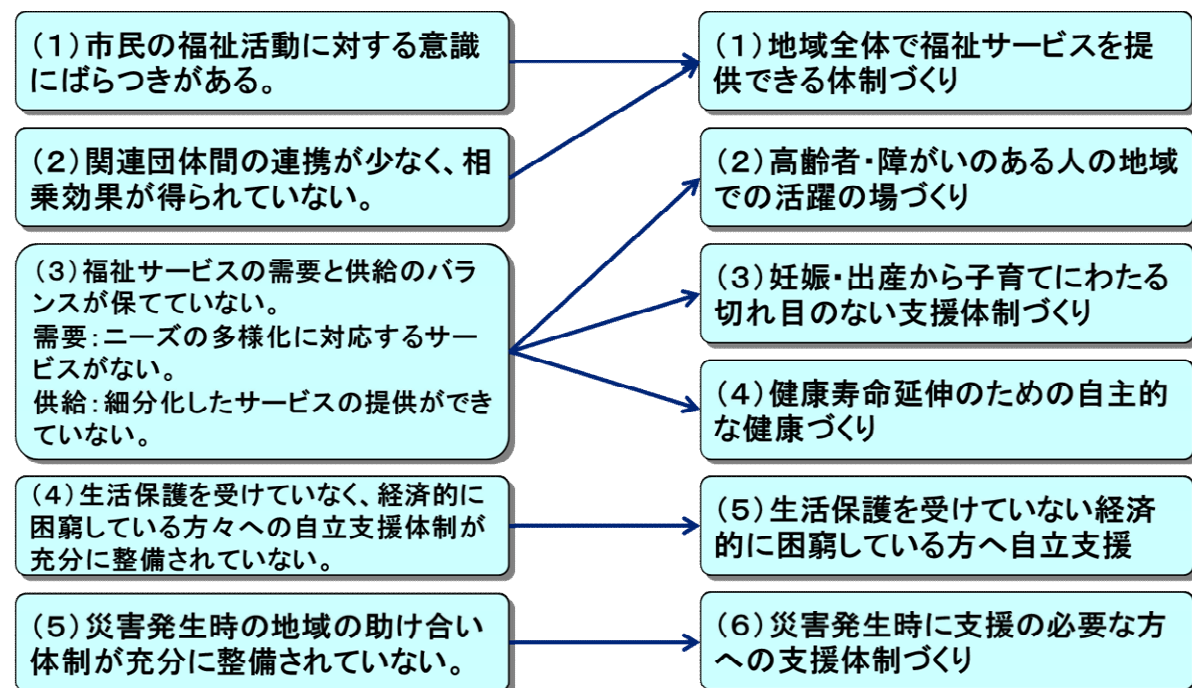 (1)市民の福祉活動に対する意識
にばらつきがある。
(2)関連団体間の連携が少なく、相
乗効果が得られていない。
(3)福祉サービスの需要と供給のバラ
ンスが保てていない。
需要:ニーズの多様化に対応するサー
ビスがない。
供給:細分化したサービスの提供ができ
ていない。
(4)生活保護を受けていなく、経済的に
困窮している方々への自立支援体制が
充分に整備されていない。
(5)災害発生時の地域の助け合い
体制が充分に整備されていない。
(1)地域全体で福祉サービスを提
供できる体制づくり
(2)高齢者・障がいのある人の地域
での活躍の場づくり
(3)妊娠・出産から子育てにわたる
切れ目のない支援体制づくり
(4)健康寿命延伸のための自主的
な健康づくり
(5)生活保護を受けていない経済
的に困窮している方へ自立支援
(6)災害発生時に支援の必要な方
への支援体制づくり